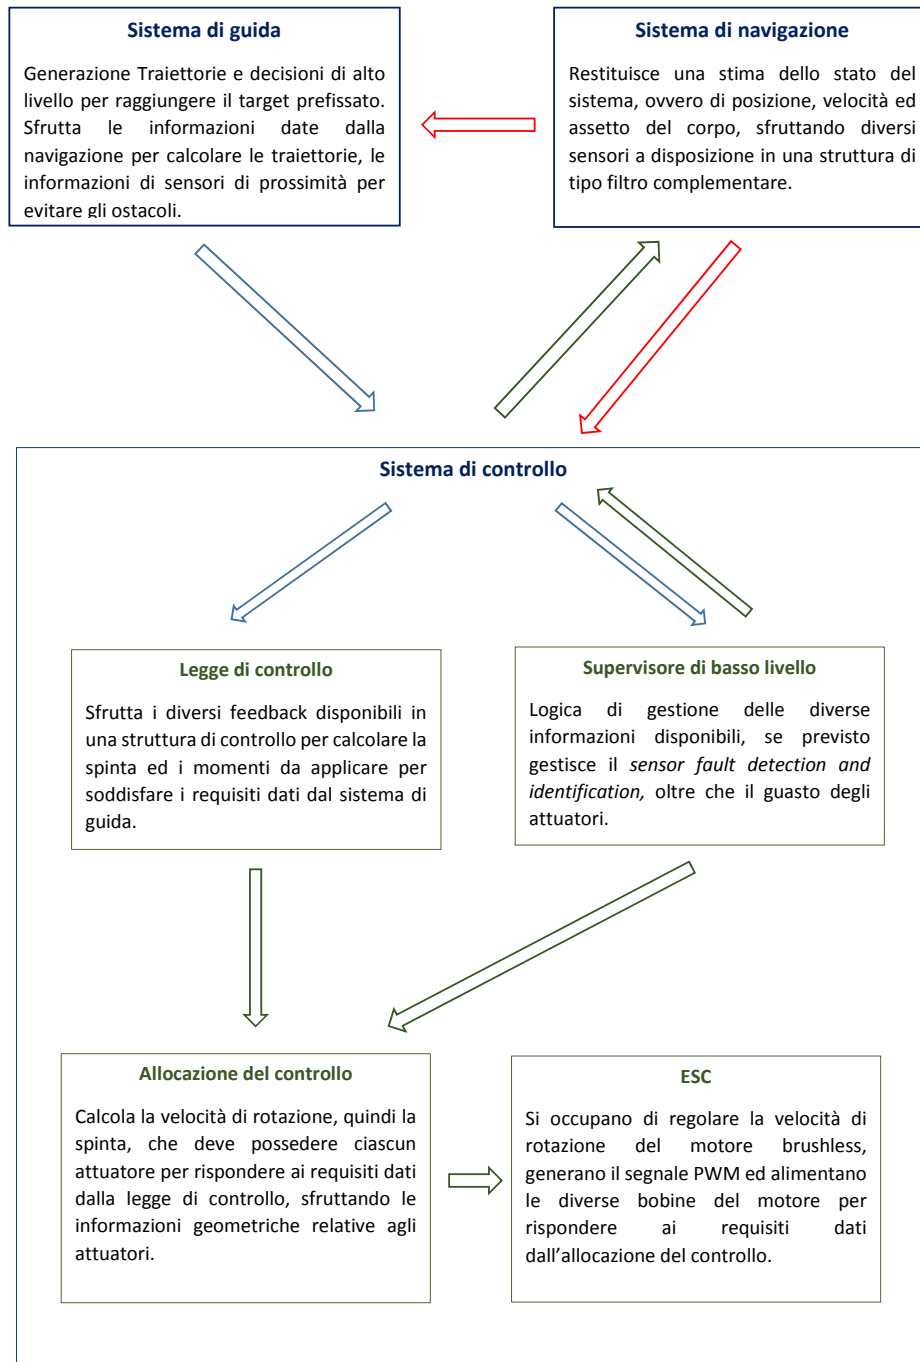 Sistema di guida
Generazione Traiettorie e decisioni di alto
livello per raggiungere il target prefissato.
Sfrutta le informazioni date dalla
navigazione per calcolare le traiettorie, le
informazioni di sensori di prossimità per
evitare gli ostacoli.
Sistema di navigazione
Restituisce una stima dello stato del
sistema, ovvero di posizione, velocità ed
assetto del corpo, sfruttando diversi
sensori a disposizione in una struttura di
tipo filtro complementare.
Sistema di controllo
Legge di controllo
Sfrutta i diversi feedback disponibili in
una struttura di controllo per calcolare la
spinta ed i momenti da applicare per
soddisfare i requisiti dati dal sistema di
guida.
Supervisore di basso livello
Logica di gestione delle diverse
informazioni disponibili, se previsto
gestisce il sensor fault detection and
identification, oltre che il guasto degli
attuatori.
Allocazione del controllo
Calcola la velocità di rotazione, quindi la
spinta, che deve possedere ciascun
attuatore per rispondere ai requisiti dati
dalla legge di controllo, sfruttando le
informazioni geometriche relative agli
attuatori.
ESC
Si occupano di regolare la velocità di
rotazione del motore brushless,
generano il segnale PWM ed alimentano
le diverse bobine del motore per
rispondere ai requisiti dati
dall'allocazione del controllo.